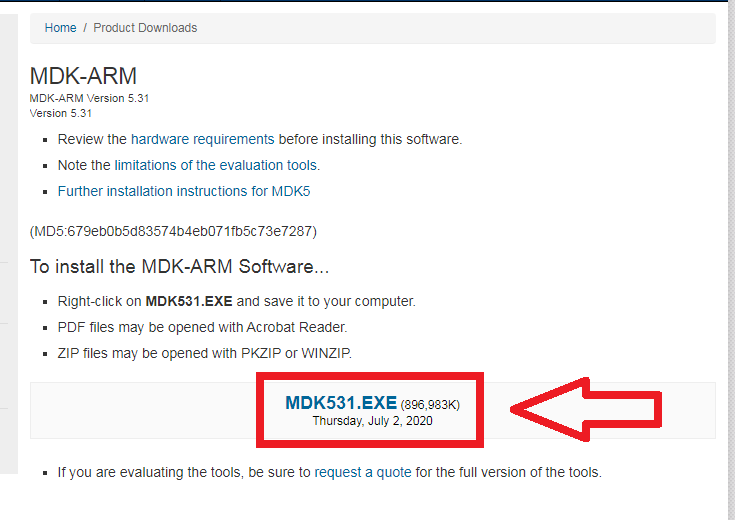 Home / Product Downloads
MDK-ARM
MDK-ARM Version 5.31
Version 5.31
Review the hardware requirements before installing this software.
Note the limitations of the evaluation tools.
Further installation instructions for MDK5
(MD5:679eb0b5d83574b4eb071fb5c73e7287)
To install the MDK-ARM Software...
Right-click on MDK531.EXE and save it to your computer.
PDF files may be opened with Acrobat Reader.
ZIP files may be opened with PKZIP or WINZIP.
MDK531.EXE (896,983K)
Thursday, July 2, 2020
If you are evaluating the tools, be sure to request a quote for the full version of the tools.